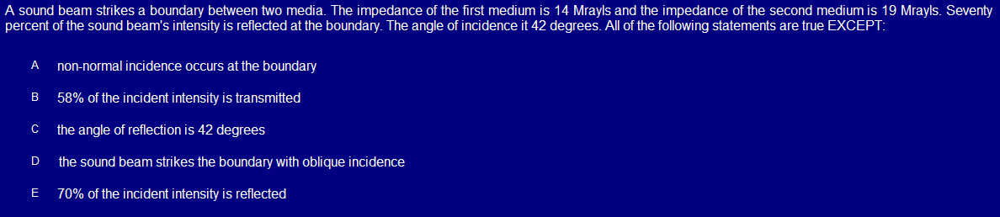 A sound beam strikes a boundary between two media. The impedance of the first medium is 14 Mrayls and the impedance of the second medium is 19 Mrayls. Seventy
percent of the sound beam's intensity is reflected at the boundary. The angle of incidence it 42 degrees. All of the following statements are true EXCEPT:
A non-normal incidence occurs at the boundary
B 58% of the incident intensity is transmitted
C the angle of reflection is 42 degrees
D the sound beam strikes the boundary with oblique incidence
E 70% of the incident intensity is reflected